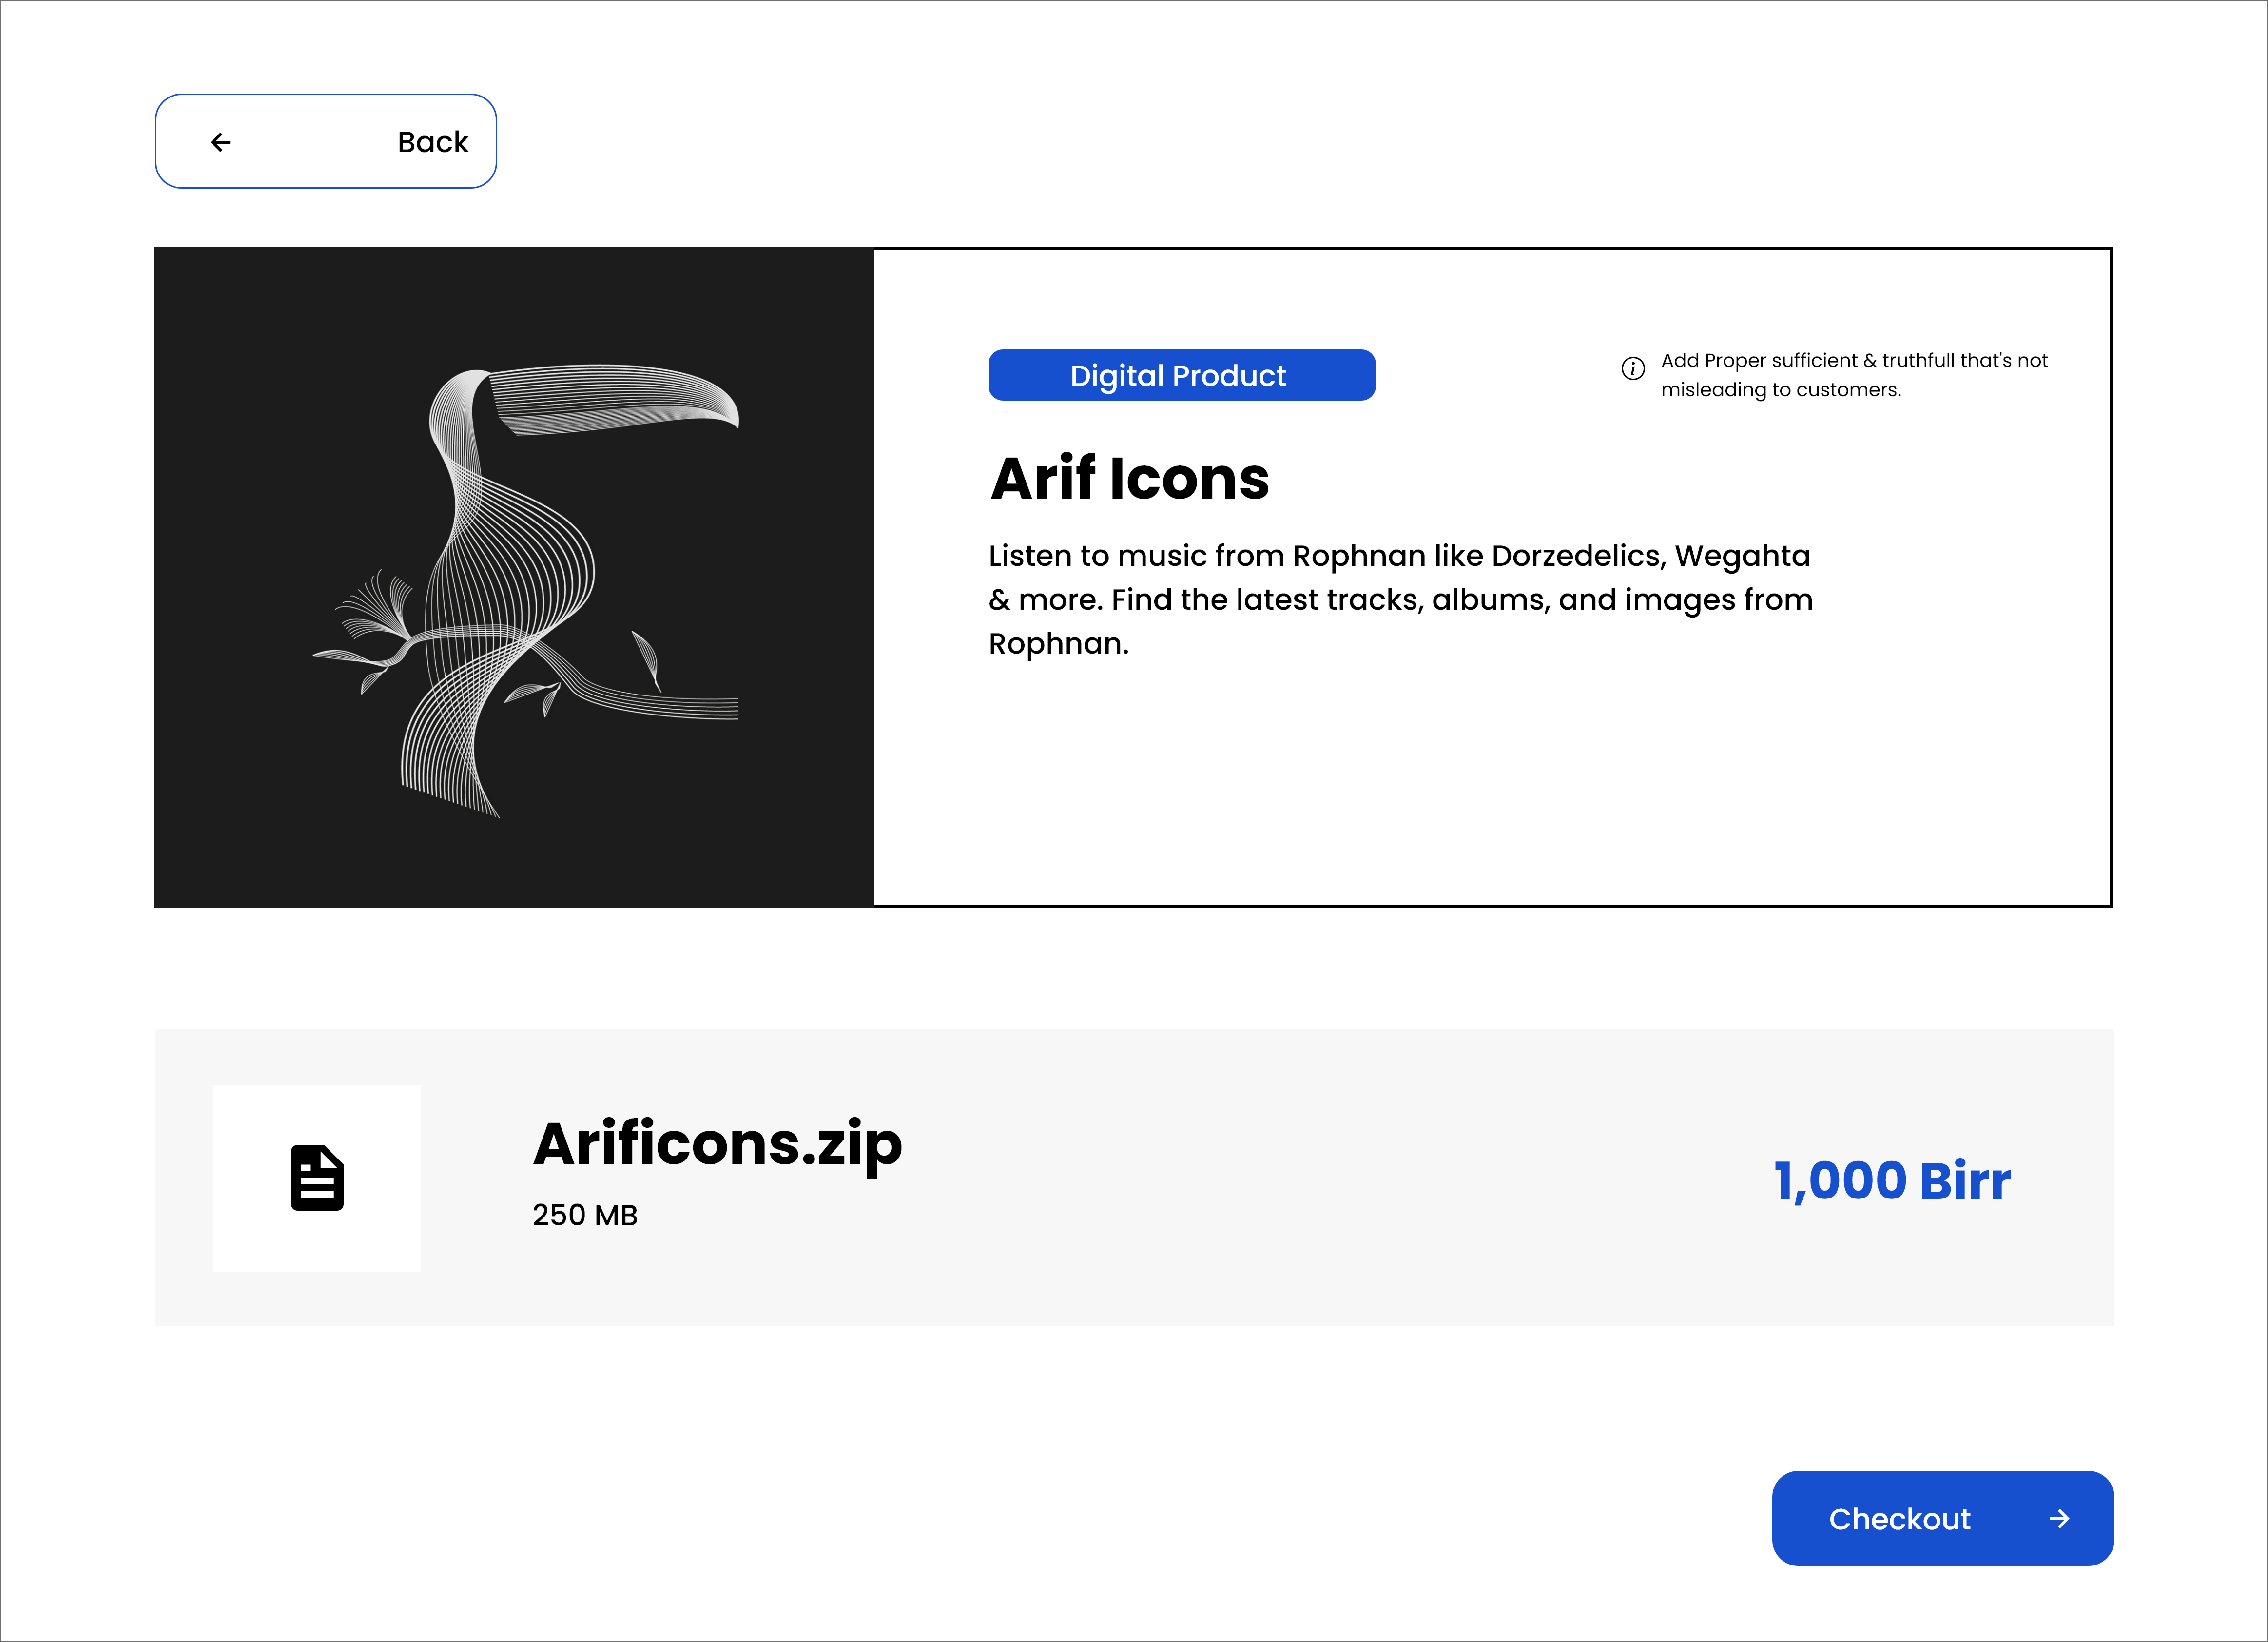 Back
Digital Product
Add Proper sufficient & truthfull that's not
misleading to customers.
Arif Icons
Listen to music from Rophnan like Dorzedelics, Wegahta
& more. Find the latest tracks, albums, and images from
Rophnan.
Arificons.zip
250 MB
1,000 Birr
Checkout